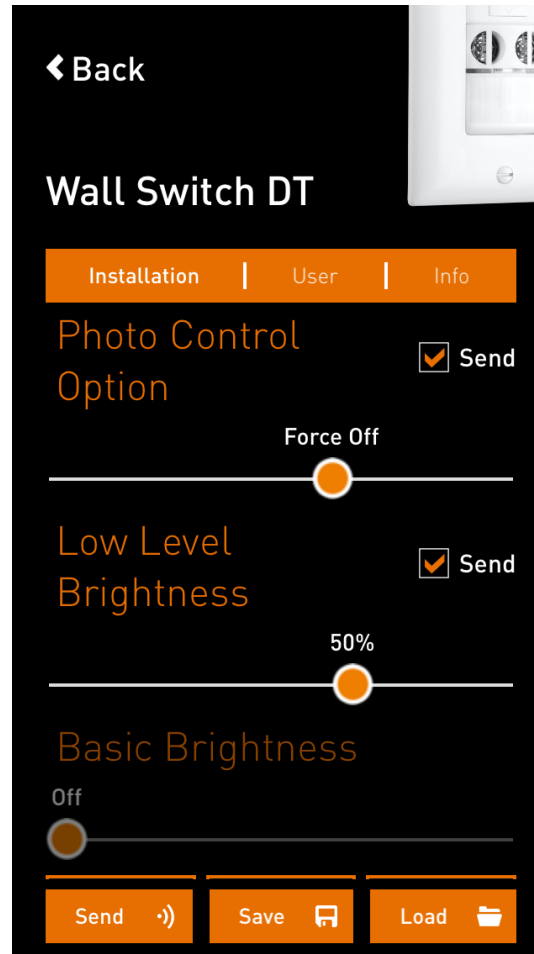 Back
Wall Switch DT
Installation | User | Info
Photo Control
Option
Send
Force Off
Low Level
Brightness
Send
50%
Basic Brightness
Off
Send
Save
Load